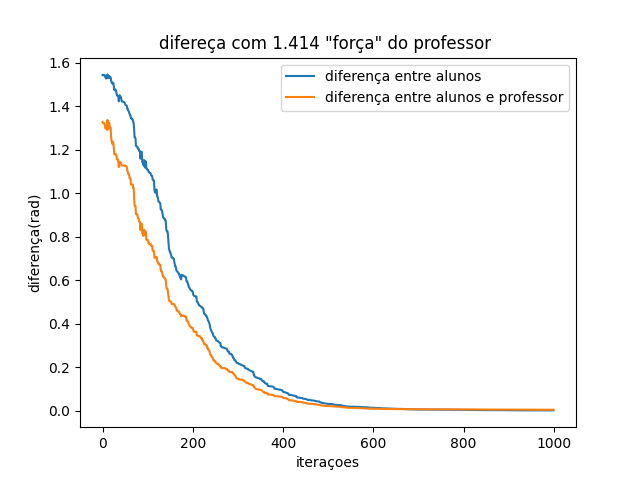 difereça com 1.414 "força" do professor
diferença entre alunos
diferença entre alunos e professor
diferença(rad)
1.6
1.4
1.2
1.0
0.8
0.6
0.4
0.2
0.0
0 200 400 600 800 1000
iteraçoes